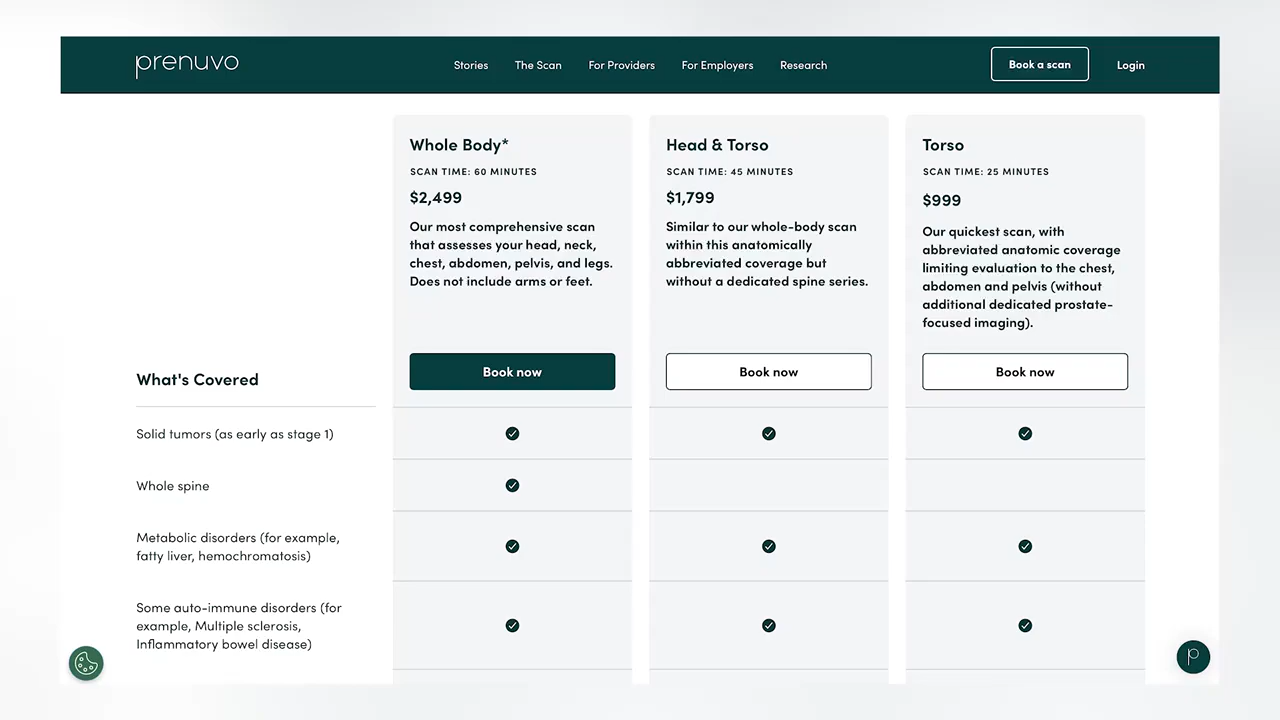 prenuvo
Stories
The Scan
For Providers
For Employers
Research
Book a scan
Login
Whole Body*
SCAN TIME: 60 MINUTES
$2,499
Our most comprehensive scan
that assesses your head, neck,
chest, abdomen, pelvis, and legs.
Does not include arms or feet.
Book now
Head & Torso
SCAN TIME: 45 MINUTES
$1,799
Similar to our whole-body scan
within this anatomically
abbreviated coverage but
without a dedicated spine series.
Book now
Torso
SCAN TIME: 25 MINUTES
$999
Our quickest scan, with
abbreviated anatomic coverage
limiting evaluation to the chest,
abdomen and pelvis (without
additional dedicated prostate-
focused imaging).
Book now
What's Covered
Solid tumors (as early as stage 1)
Whole spine
Metabolic disorders (for example,
fatty liver, hemochromatosis)
Some auto-immune disorders (for
example, Multiple sclerosis,
Inflammatory bowel disease)
p